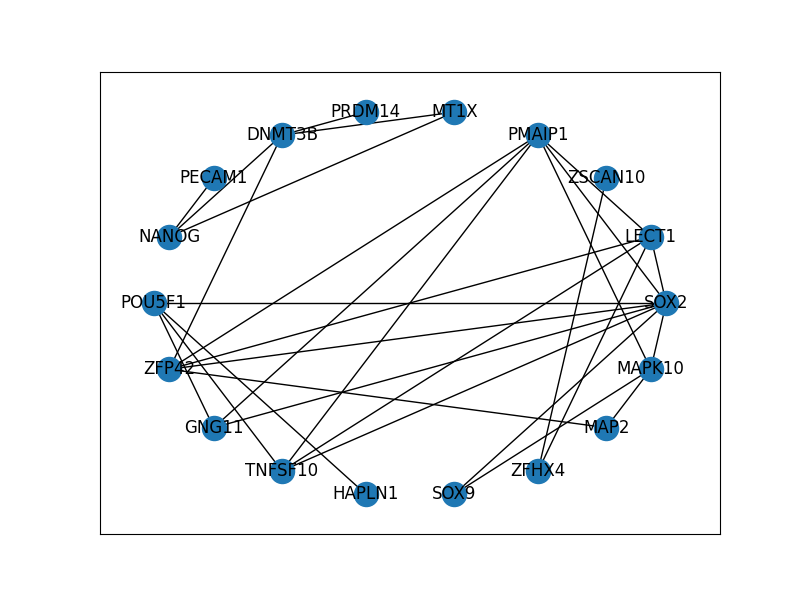 PRDM14
MT1X
DNMT3B
PMAIP1
PECAM1
ZSCAN10
NANOG
LECT1
POU5F1
SOX2
ZFP42
MAPK10
GNG11
MAP2
TNFSF10
ZFHX4
HAPLN1
SOX9